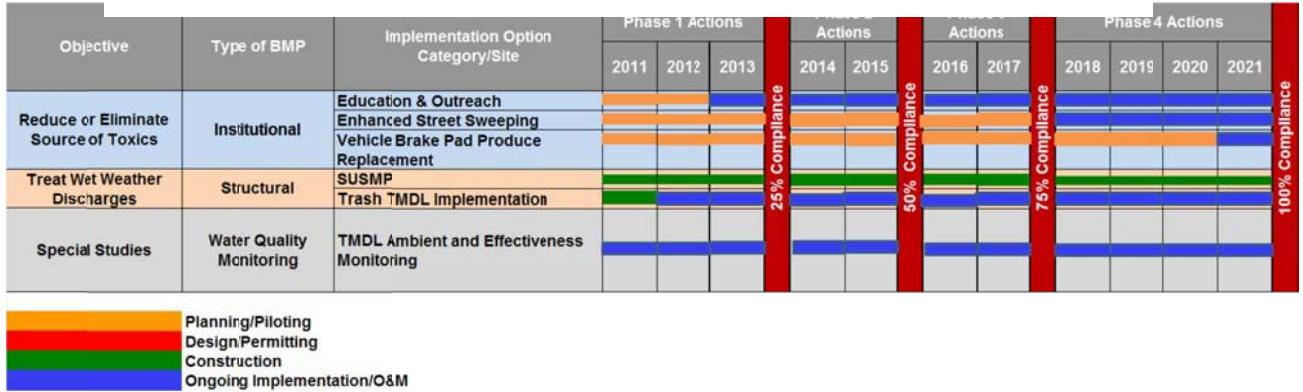 Phase 1 Actions
Actions
Actions
Phase 4 Actions
Objective
Type of BMP
Implementation Option
Category/Site
2011 2012 2013 2014 2015 2016 2017 2018 2019 2020 2021
25% Compliance
50% Compliance
75% Compliance
100% Compliance
Reduce or Eliminate
Source of Toxics
Institutional
Education & Outreach
Enhanced Street Sweeping
Vehicle Brake Pad Produce
Replacement
Treat Wet Weather
Discharges
Structural
SUSMP
Trash TMDL Implementation
Special Studies
Water Quality
Monitoring
TMDL Ambient and Effectiveness
Monitoring
Planning/Piloting
Design/Permitting
Construction
Ongoing Implementation/O&M